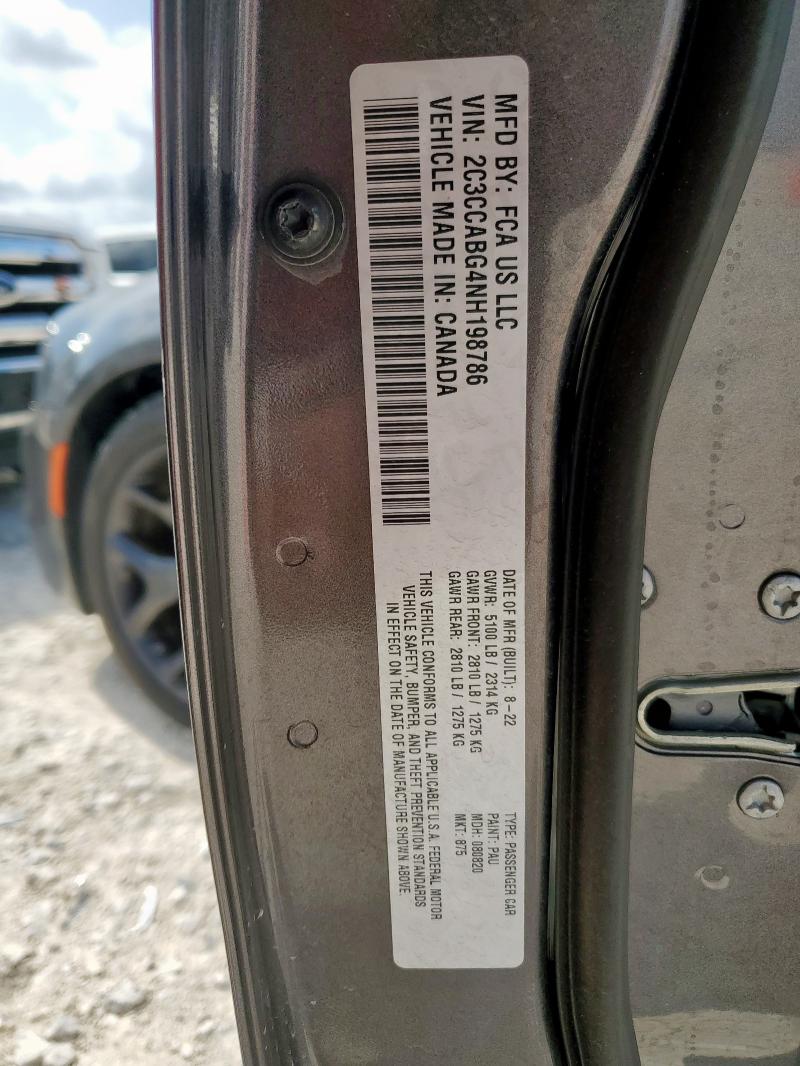 MFD BY: FCA US LLC
VIN: 2C3CCABG4NH198786
VEHICLE MADE IN: CANADA
DATE OF MFR (BUILT): 8-22
GVWR: 5100 LB / 2314 KG
GAWR FRONT: 2810 LB / 1275 KG
GAWR REAR: 2810 LB / 1275 KG
TYPE: PASSENGER CAR
PAINT: PAU
MDH: 080820
MKT: 875
THIS VEHICLE CONFORMS TO ALL APPLICABLE U.S.A. FEDERAL MOTOR
VEHICLE SAFETY, BUMPER, AND THEFT PREVENTION STANDARDS
IN EFFECT ON THE DATE OF MANUFACTURE SHOWN ABOVE.